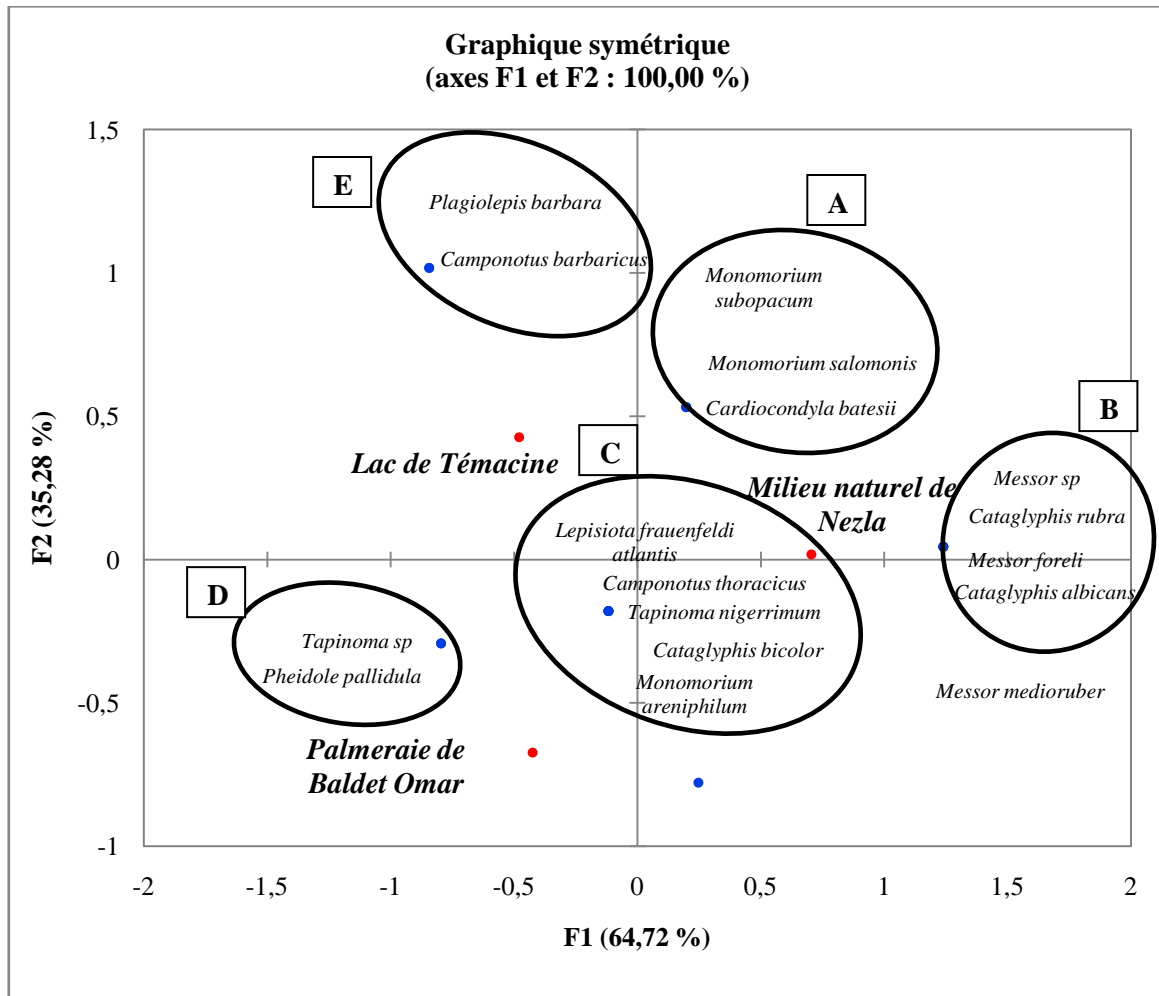 Graphique symétrique
(axes F1 et F2 : 100,00 %)
1,5
E
Plagiolepis barbara
A
Camponotus barbaricus
1
Monomorium
subopacum
Monomorium salomonis
B
0,5
Cardiocondyla batesii
C
Lac de Témacine
Milieu naturel de
Nezla
Messor sp
Cataglyphis rubra
Lepisiota frauenfeldi
atlantis
0
Messor foreli
Camponotus thoracicus
Cataglyphis albicans
D
Tapinoma nigerrimum
Tapinoma sp
Cataglyphis bicolor
Pheidole pallidula
Monomorium
areniphilum
Messor medioruber
-0,5
Palmeraie de
Baldet Omar
-1
-2
-1,5
-1
-0,5
0
0,5
1
1,5
2
F2 (35,28 %)
F1 (64,72 %)